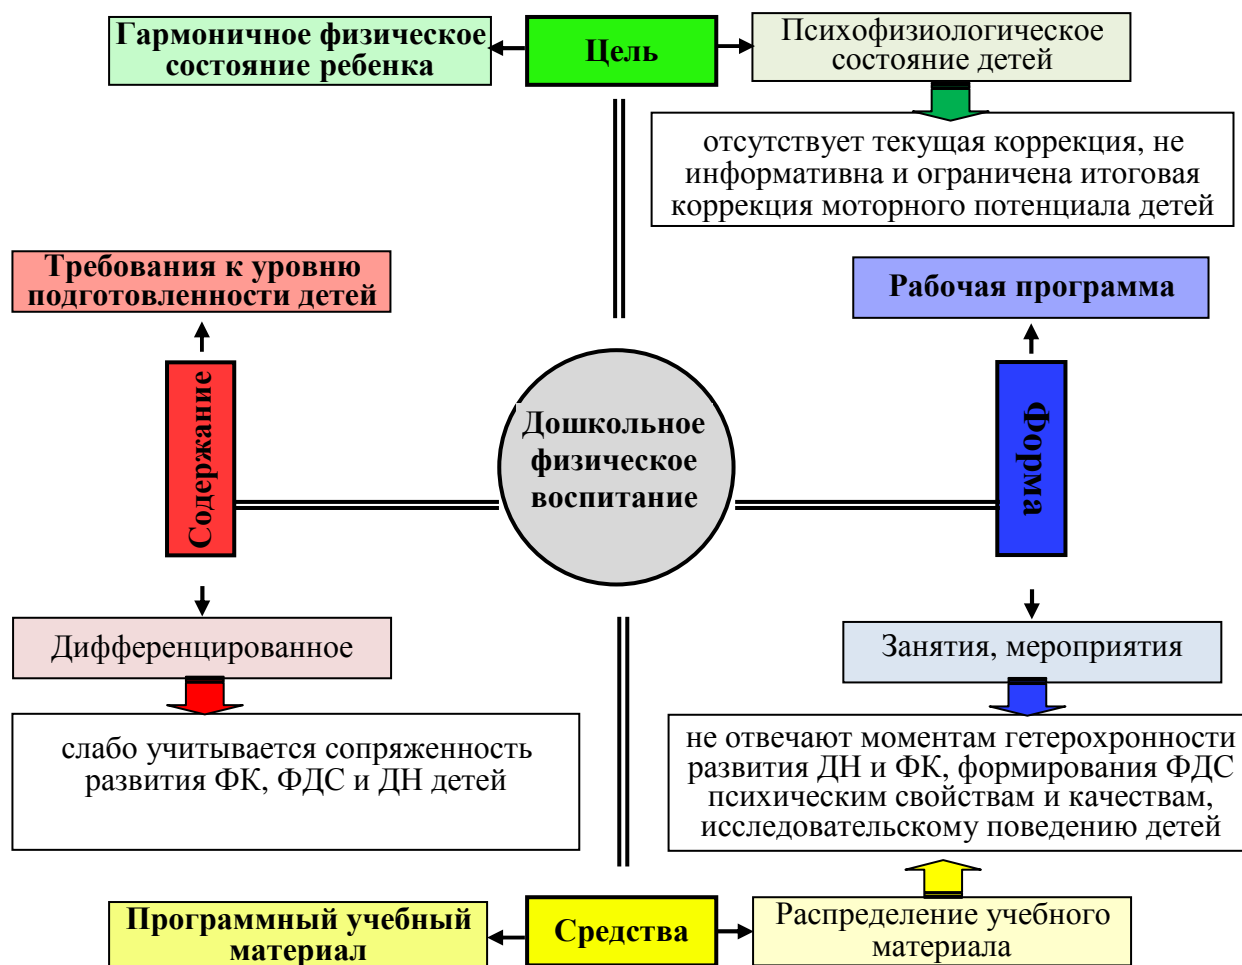 Гармоничное физическое
состояние ребенка
Цель
Психофизиологическое
состояние детей
отсутствует текущая коррекция, не
информативна и ограничена итоговая
коррекция моторного потенциала детей
Требования к уровню
подготовленности детей
Рабочая программа
Содержание
Дошкольное
физическое
воспитание
Форма
Дифференцированное
Занятия, мероприятия
слабо учитывается сопряженность
развития ФК, ФДС и ДН детей
не отвечают моментам гетерохронности
развития ДН и ФК, формирования ФДС
психическим свойствам и качествам,
исследовательскому поведению детей
Программный учебный
материал
Средства
Распределение учебного
материала